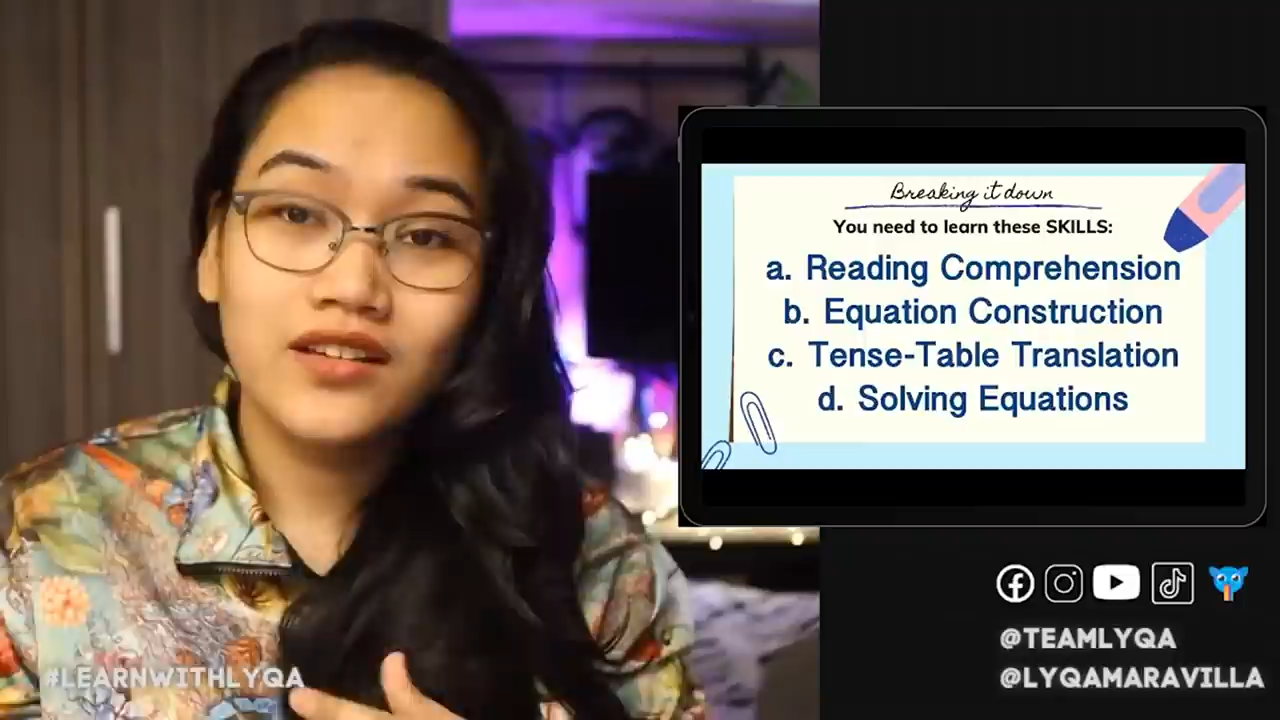 Breaking it down
You need to learn these SKILLS:
a. Reading Comprehension
b. Equation Construction
c. Tense-Table Translation
d. Solving Equations
@TEAMLYQA
#LEARNWITHLYQA
@LYQAMARAVILLA